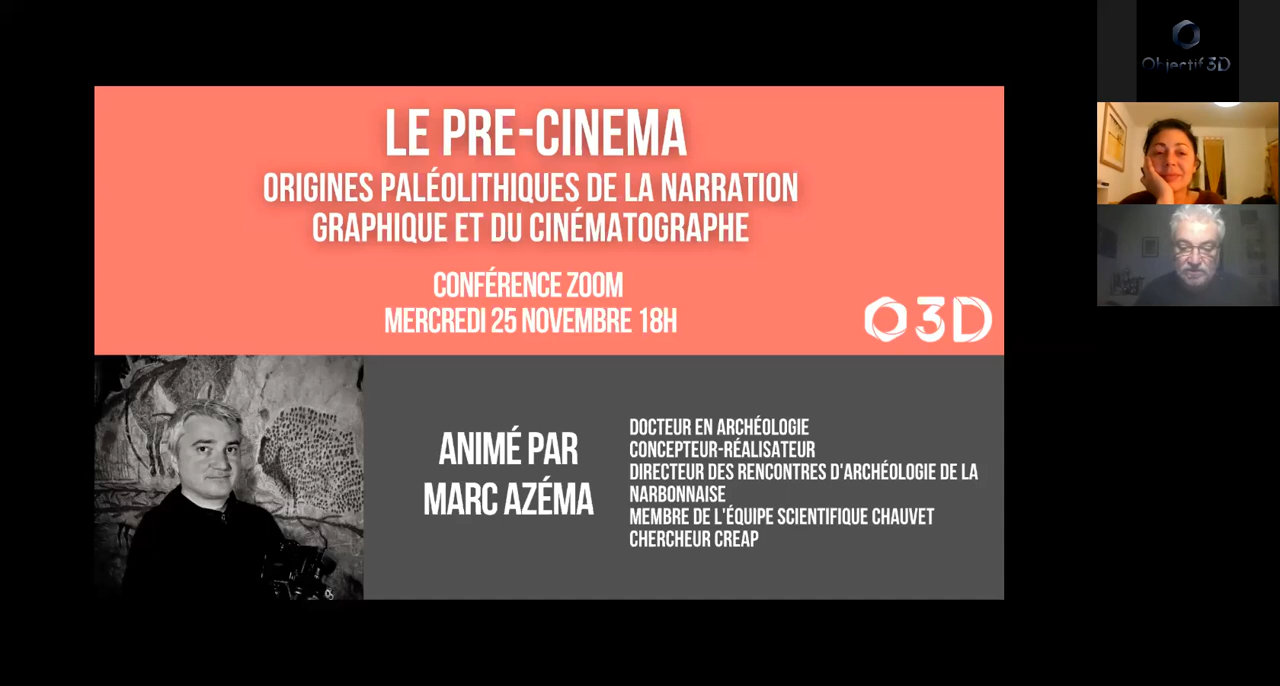 LE PRE-CINEMA
ORIGINES PALÉOLITHIQUES DE LA NARRATION
GRAPHIQUE ET DU CINÉMATOGRAPHE
CONFÉRENCE ZOOM
MERCREDI 25 NOVEMBRE 18H
O3D
ANIMÉ PAR
MARC AZÉMA
DOCTEUR EN ARCHÉOLOGIE
CONCEPTEUR-RÉALISATEUR
DIRECTEUR DES RENCONTRES D'ARCHÉOLOGIE DE LA
NARBONNAISE
MEMBRE DE L'ÉQUIPE SCIENTIFIQUE CHAUVET
CHERCHEUR CREAP
Objectif 3D